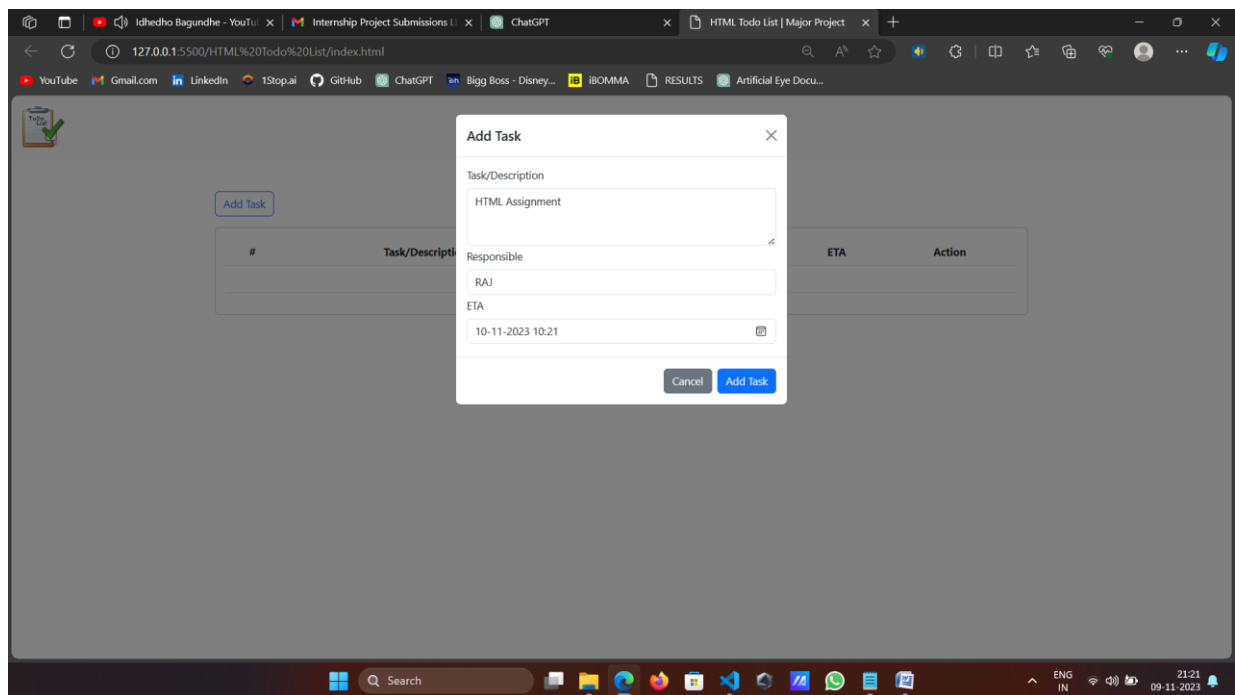 Idhedho Bagundhe - YouTu
Internship Project Submissions L
ChatGPT
HTML Todo List | Major Project
127.0.0.1:5500/HTML%20Todo%20List/index.html
YouTube
Gmail.com
LinkedIn
1Stop.ai
GitHub
ChatGPT
Bigg Boss - Disney...
iB
iBOMMA
RESULTS
Artificial Eye Docu...
Add Task
Task/Description
HTML Assignment
Responsible
RAJ
ETA
10-11-2023 10:21
Cancel
Add Task
Add Task
#
Task/Descripti
ETA
Action
Search
ENG
IN
21:21
09-11-2023